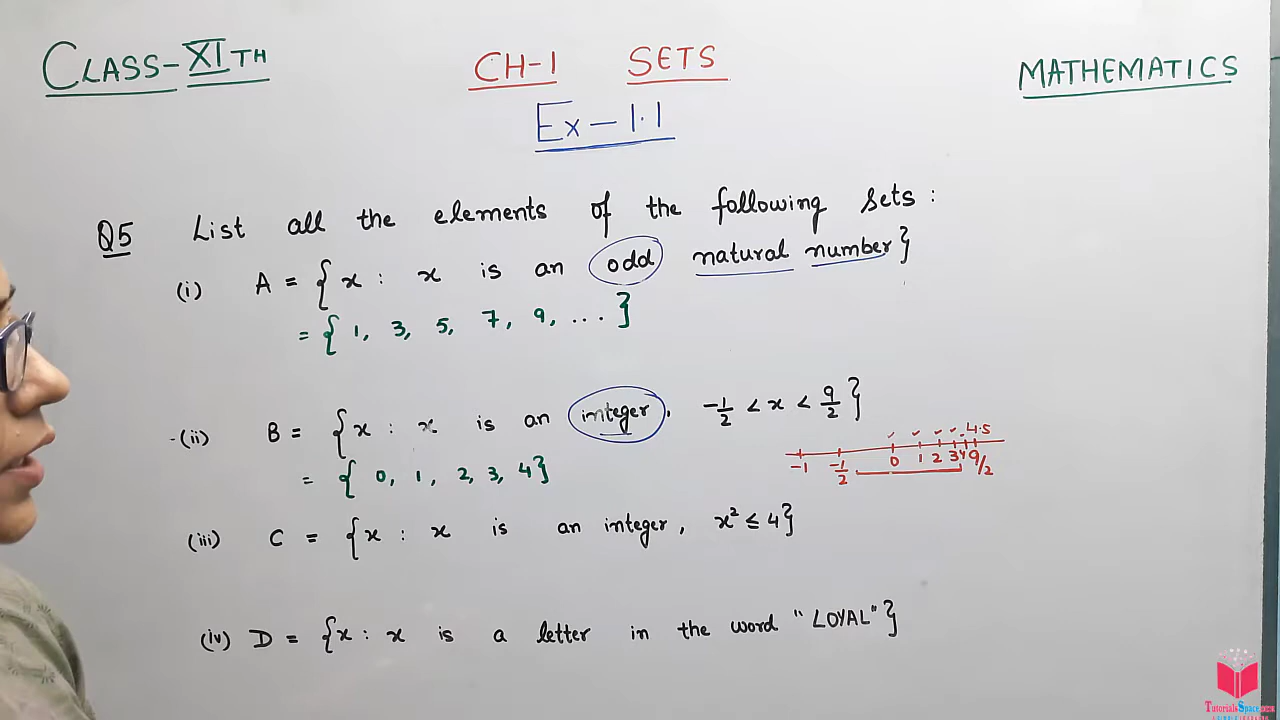 CLASS-XITH CH-1 SETS MATHEMATICS
Ex-1.1
Q5 List all the elements of the following sets:
(i) A = {x : x is an odd natural number}
= {1, 3, 5, 7, 9, ...}
(ii) B = {x : x is an integer, -1/2 < x < 9/2}
= {0, 1, 2, 3, 4}
4.5
-1 -1/2 0 1 2 3 4 9/2
(iii) C = {x : x is an integer, x² ≤ 4}
(iv) D = {x : x is a letter in the word "LOYAL"}
TutorialsSpace.com